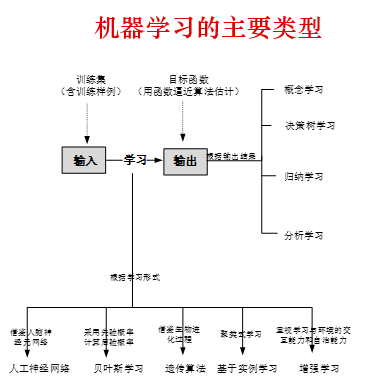 机器学习的主要类型
训练集
（含训练样例）
目标函数
（用函数逼近算法估计）
概念学习
决策树学习
输入
学习
输出
根据输出结果
归纳学习
分析学习
根据学习形式
借鉴人脑神
经元网络
采用先验概率
计算后验概率
借鉴生物进
化过程
聚类式学习
重视学习与环境的交
互能力和自治能力
人工神经网络
贝叶斯学习
遗传算法
基于实例学习
增强学习